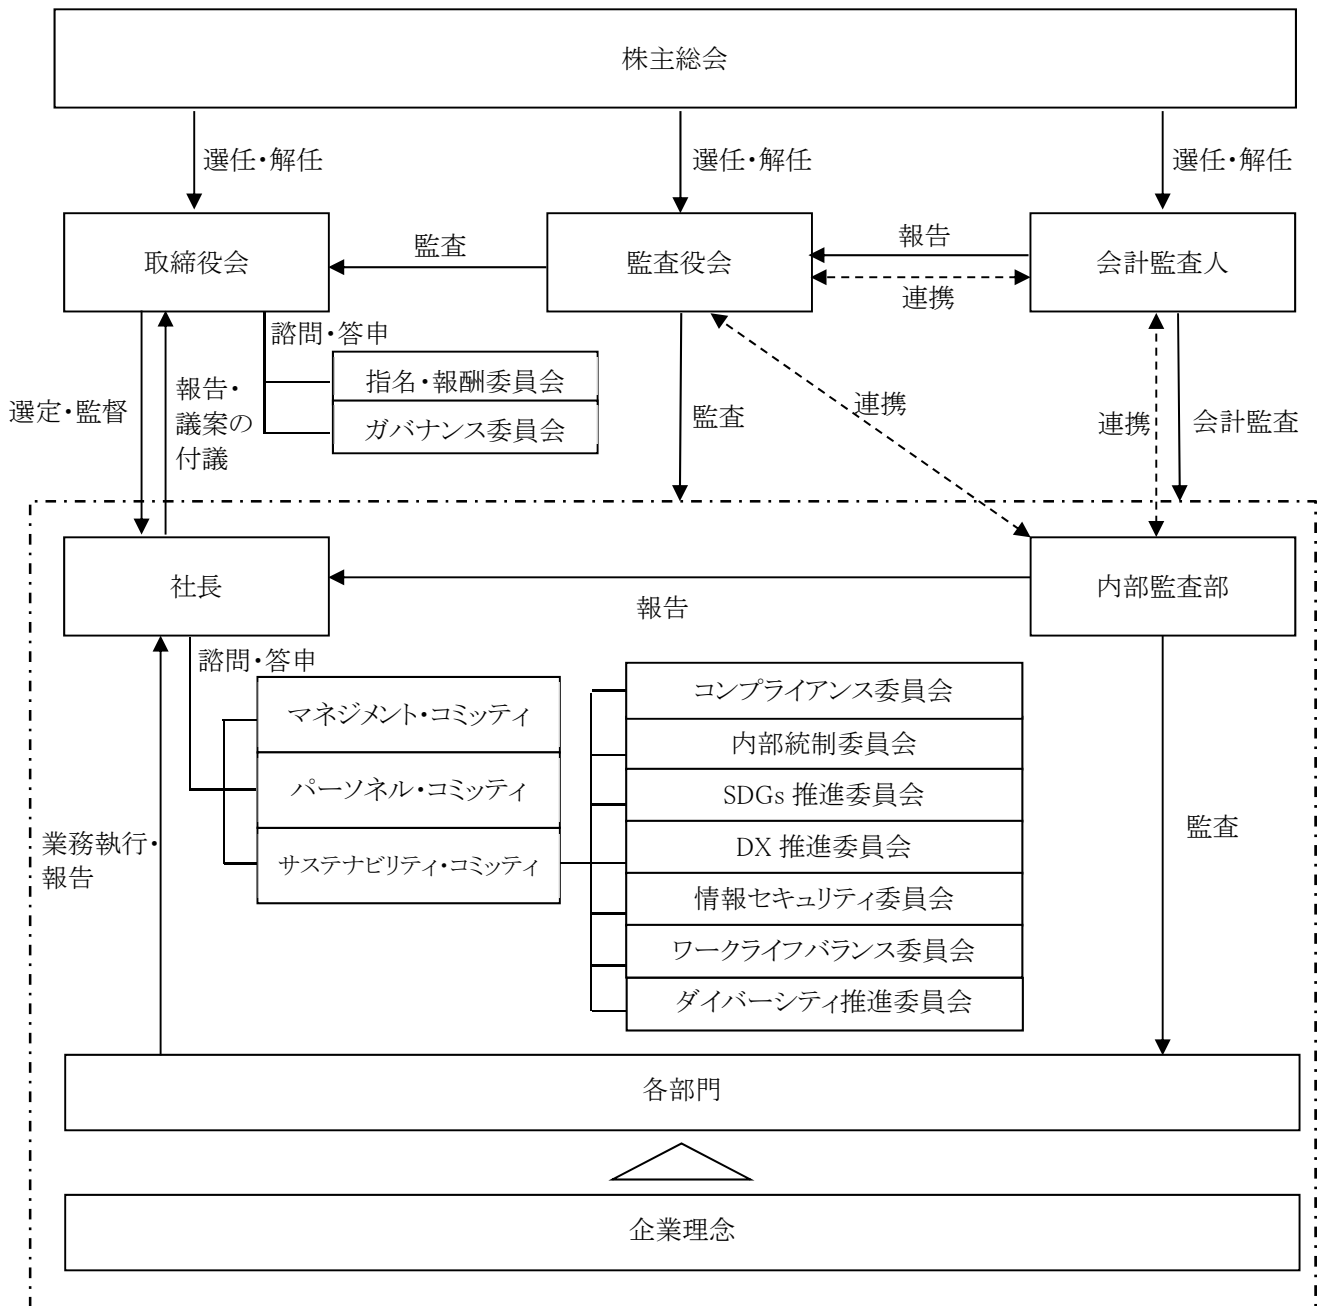 株主総会
選任・解任
選任・解任
選任・解任
取締役会
監査
監査役会
報告
連携
会計監査人
諮問・答申
指名・報酬委員会
ガバナンス委員会
選定・監督
報告・
議案の
付議
監査
連携
連携
会計監査
社長
報告
内部監査部
諮問・答申
マネジメント・コミッティ
パーソネル・コミッティ
サステナビリティ・コミッティ
コンプライアンス委員会
内部統制委員会
SDGs 推進委員会
DX 推進委員会
情報セキュリティ委員会
ワークライフバランス委員会
ダイバーシティ推進委員会
業務執行・
報告
監査
各部門
企業理念